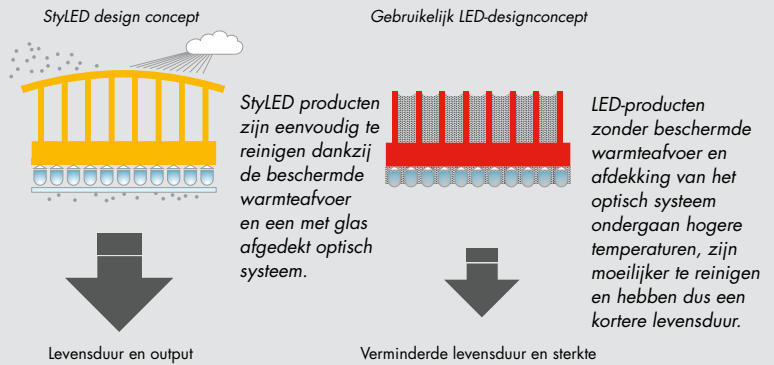 StyLED design concept
Gebruikelijk LED-designconcept
StyLED producten
zijn eenvoudig te
reinigen dankzij
de beschermde
warmteafvoer
en een met glas
afgedekt optisch
systeem.
LED-producten
zonder beschermde
warmteafvoer en
afdekking van het
optisch systeem
ondergaan hogere
temperaturen, zijn
moeilijker te reinigen
en hebben dus een
kortere levensduur.
Levensduur en output
Verminderde levensduur en sterkte